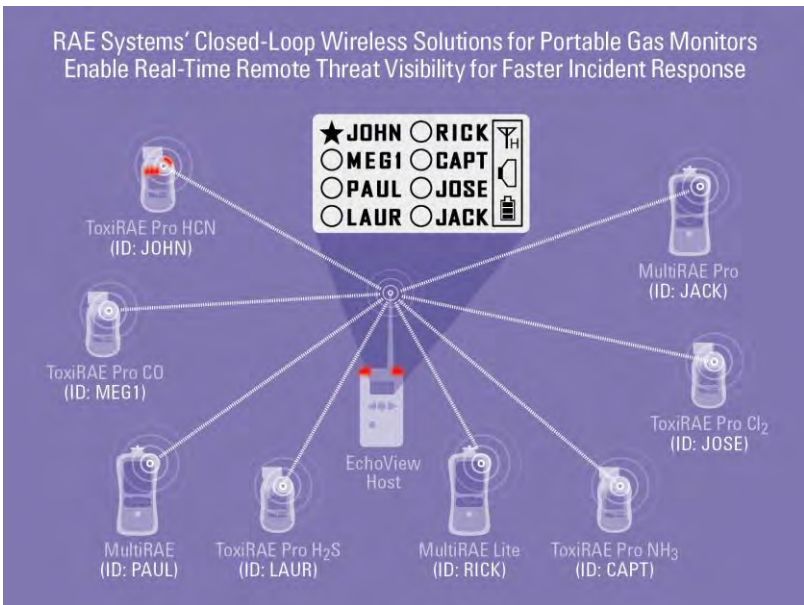 RAE Systems' Closed-Loop Wireless Solutions for Portable Gas Monitors
Enable Real-Time Remote Threat Visibility for Faster Incident Response
★JOHN ○RICK
○MEG1 ○CAPT
○PAUL ○JOSE
○LAUR ○JACK
H
ToxiRAE Pro HCN
(ID: JOHN)
MultiRAE Pro
(ID: JACK)
ToxiRAE Pro CO
(ID: MEG1)
ToxiRAE Pro Cl₂
(ID: JOSE)
EchoView
Host
MultiRAE
(ID: PAUL)
ToxiRAE Pro H₂S
(ID: LAUR)
MultiRAE Lite
(ID: RICK)
ToxiRAE Pro NH₃
(ID: CAPT)